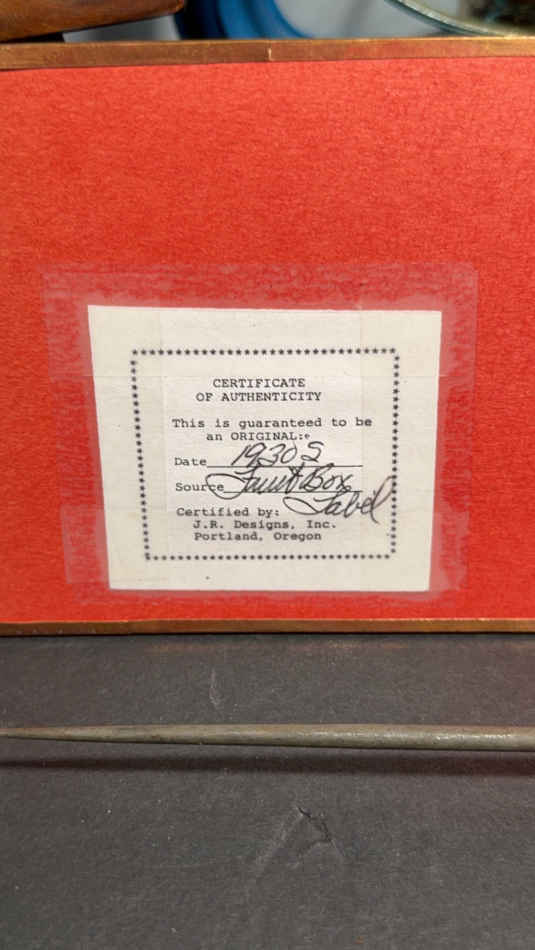 CERTIFICATE
OF AUTHENTICITY
This is guaranteed to be
an ORIGINAL:
Date 1930S
Source Fruit Box
Label
Certified by:
J.R. Designs, Inc.
Portland, Oregon